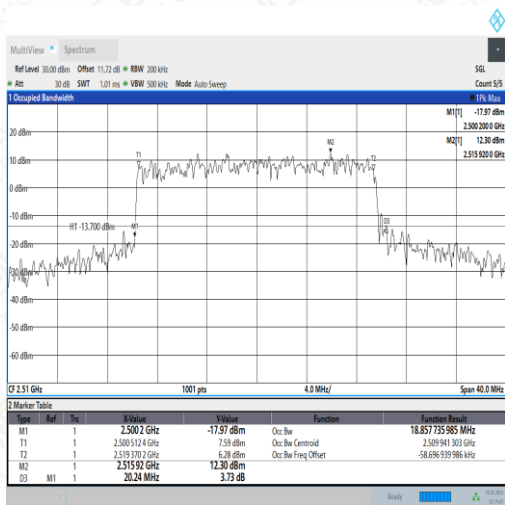 MultiView Spectrum
Ref Level 30.00 dBm Offset 11.72 dB RBW 200 kHz SGL
Att 30 dB SWT 1.01 ms VBW 500 kHz Mode Auto Sweep Count 5/5
1 Occupied Bandwidth 1Pk Max
M1[1] -17.97 dBm
2.500 200 0 GHz
M2[1] 12.30 dBm
2.515 920 0 GHz
20 dBm
M2
T1
T2
10 dBm
0 dBm
-10 dBm
D3
H1 -13.700 dBm
M1
-20 dBm
-30 dBm
-40 dBm
-50 dBm
-60 dBm
CF 2.51 GHz 1001 pts 4.0 MHz/ Span 40.0 MHz
2 Marker Table
Type Ref Trc X-Value Y-Value Function Function Result
M1 1 2.500 2 GHz -17.97 dBm Occ Bw 18.857 735 985 MHz
T1 1 2.500 512 4 GHz 7.59 dBm Occ Bw Centroid 2.509 941 303 GHz
T2 1 2.519 370 2 GHz 6.28 dBm Occ Bw Freq Offset -58.696 939 986 kHz
M2 1 2.515 92 GHz 12.30 dBm
D3 M1 1 20.24 MHz 3.73 dB
Ready